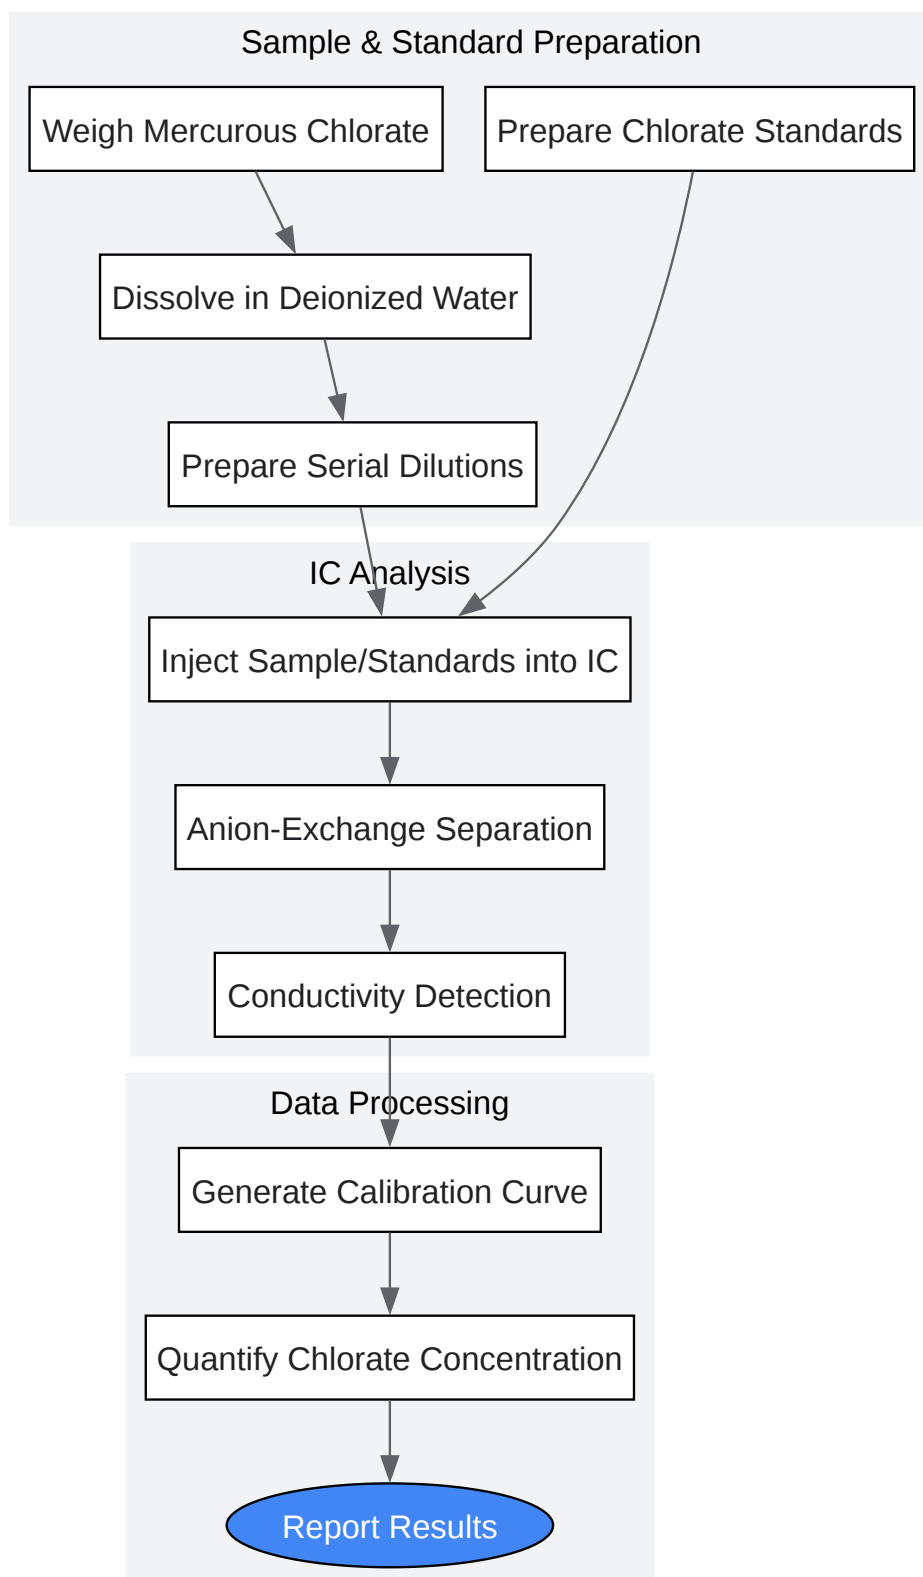 Sample & Standard Preparation
Weigh Mercurous Chlorate
Prepare Chlorate Standards
Dissolve in Deionized Water
Prepare Serial Dilutions
IC Analysis
Inject Sample/Standards into IC
Anion-Exchange Separation
Conductivity Detection
Data Processing
Generate Calibration Curve
Quantify Chlorate Concentration
Report Results